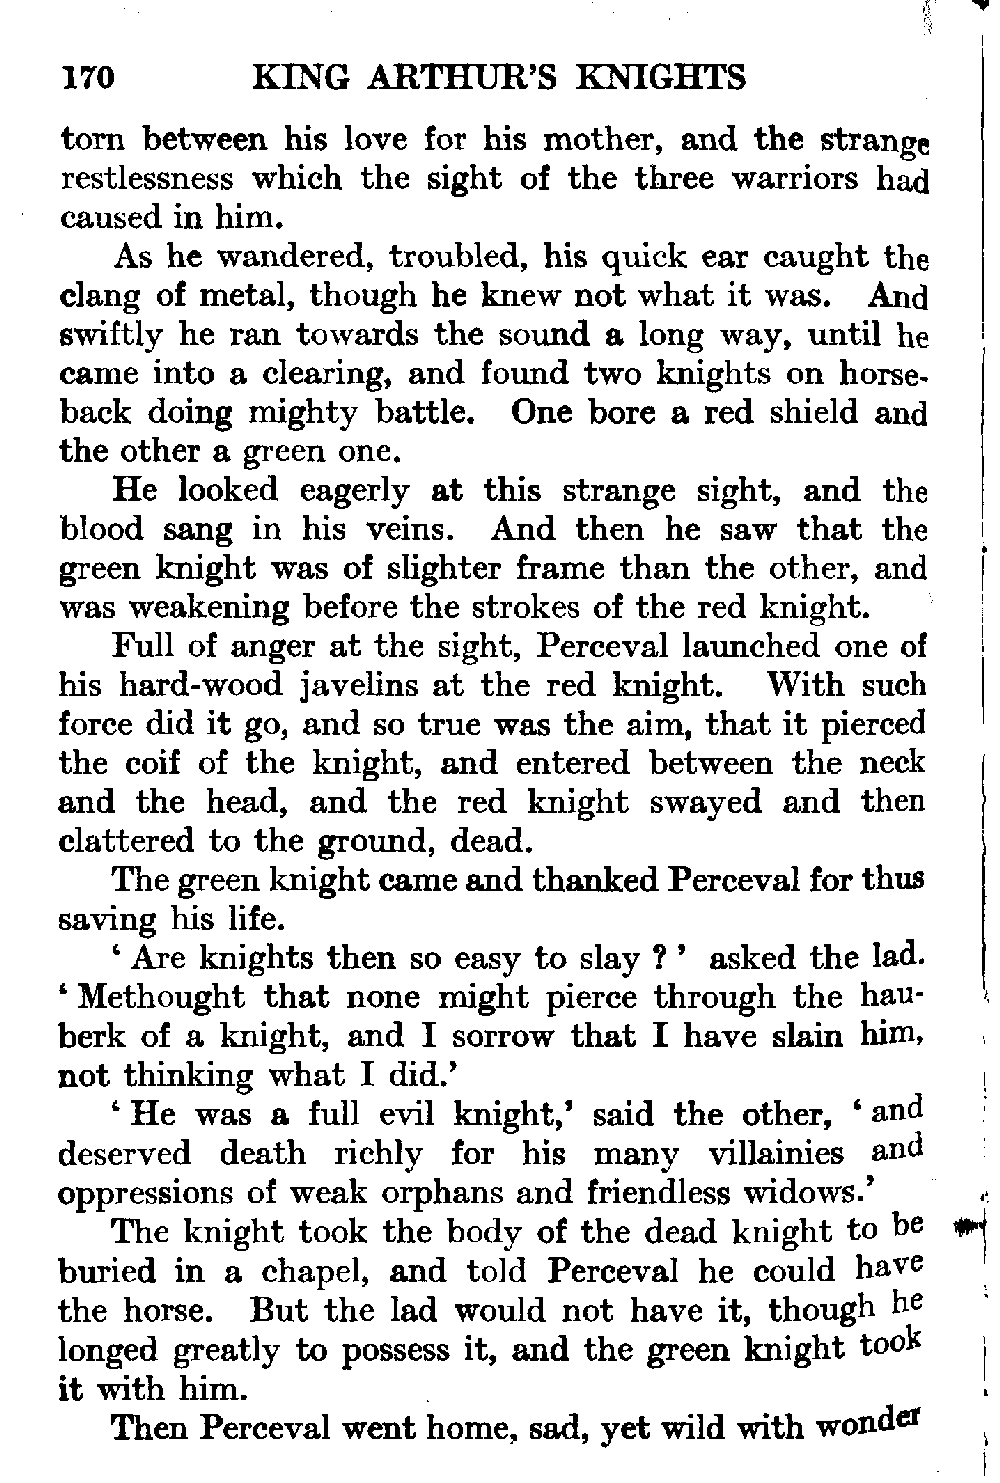 170 KING ARTHUR'S KNIGHTS
torn between his love for his mother, and the strange
restlessness which the sight of the three warriors had
caused in him.
As he wandered, troubled, his quick ear caught the
clang of metal, though he knew not what it was. And
swiftly he ran towards the sound a long way, until he
came into a clearing, and found two knights on horse-
back doing mighty battle. One bore a red shield and
the other a green one.
He looked eagerly at this strange sight, and the
blood sang in his veins. And then he saw that the
green knight was of slighter frame than the other, and
was weakening before the strokes of the red knight.
Full of anger at the sight, Perceval launched one of
his hard-wood javelins at the red knight. With such
force did it go, and so true was the aim, that it pierced
the coif of the knight, and entered between the neck
and the head, and the red knight swayed and then
clattered to the ground, dead.
The green knight came and thanked Perceval for thus
saving his life.
‘ Are knights then so easy to slay ? ’ asked the lad.
‘ Methought that none might pierce through the hau-
berk of a knight, and I sorrow that I have slain him,
not thinking what I did.’
‘ He was a full evil knight,’ said the other, ‘ and
deserved death richly for his many villainies and
oppressions of weak orphans and friendless widows.’
The knight took the body of the dead knight to be
buried in a chapel, and told Perceval he could have
the horse. But the lad would not have it, though he
longed greatly to possess it, and the green knight took
it with him.
Then Perceval went home, sad, yet wild with wonder